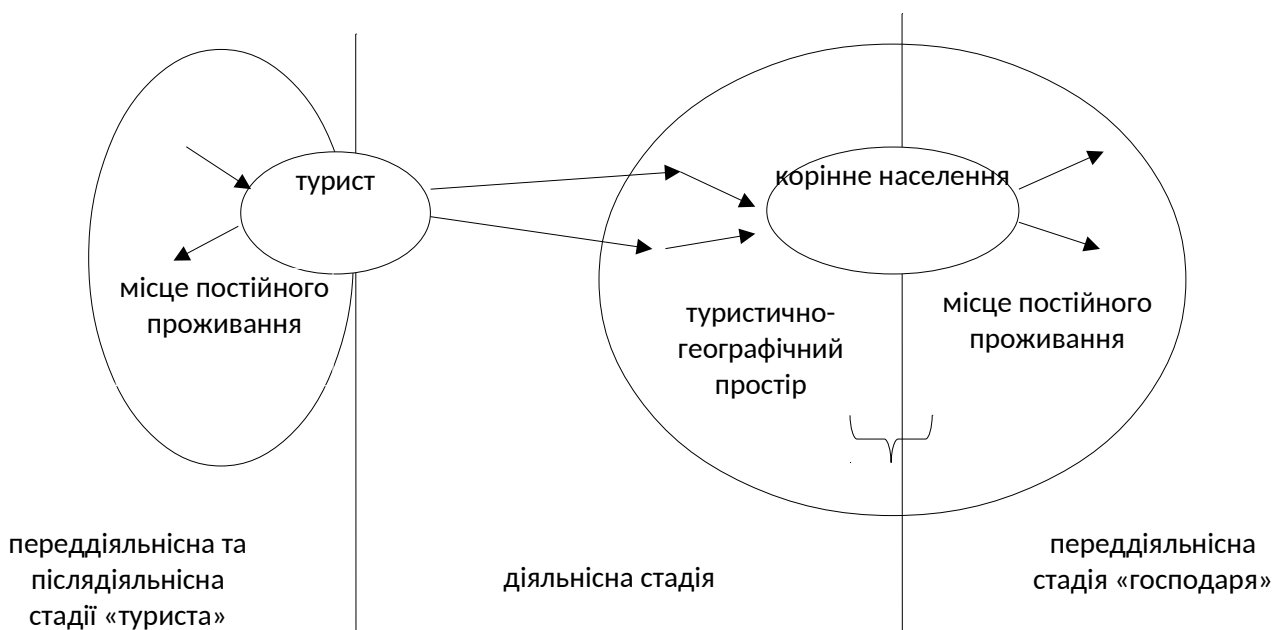 турист
корінне населення
місце постійного
проживання
туристично-
географічний
простір
місце постійного
проживання
переддіяльнісна та
післядіяльнісна
стадії «туриста»
діяльнісна стадія
переддіяльнісна
стадія «господаря»